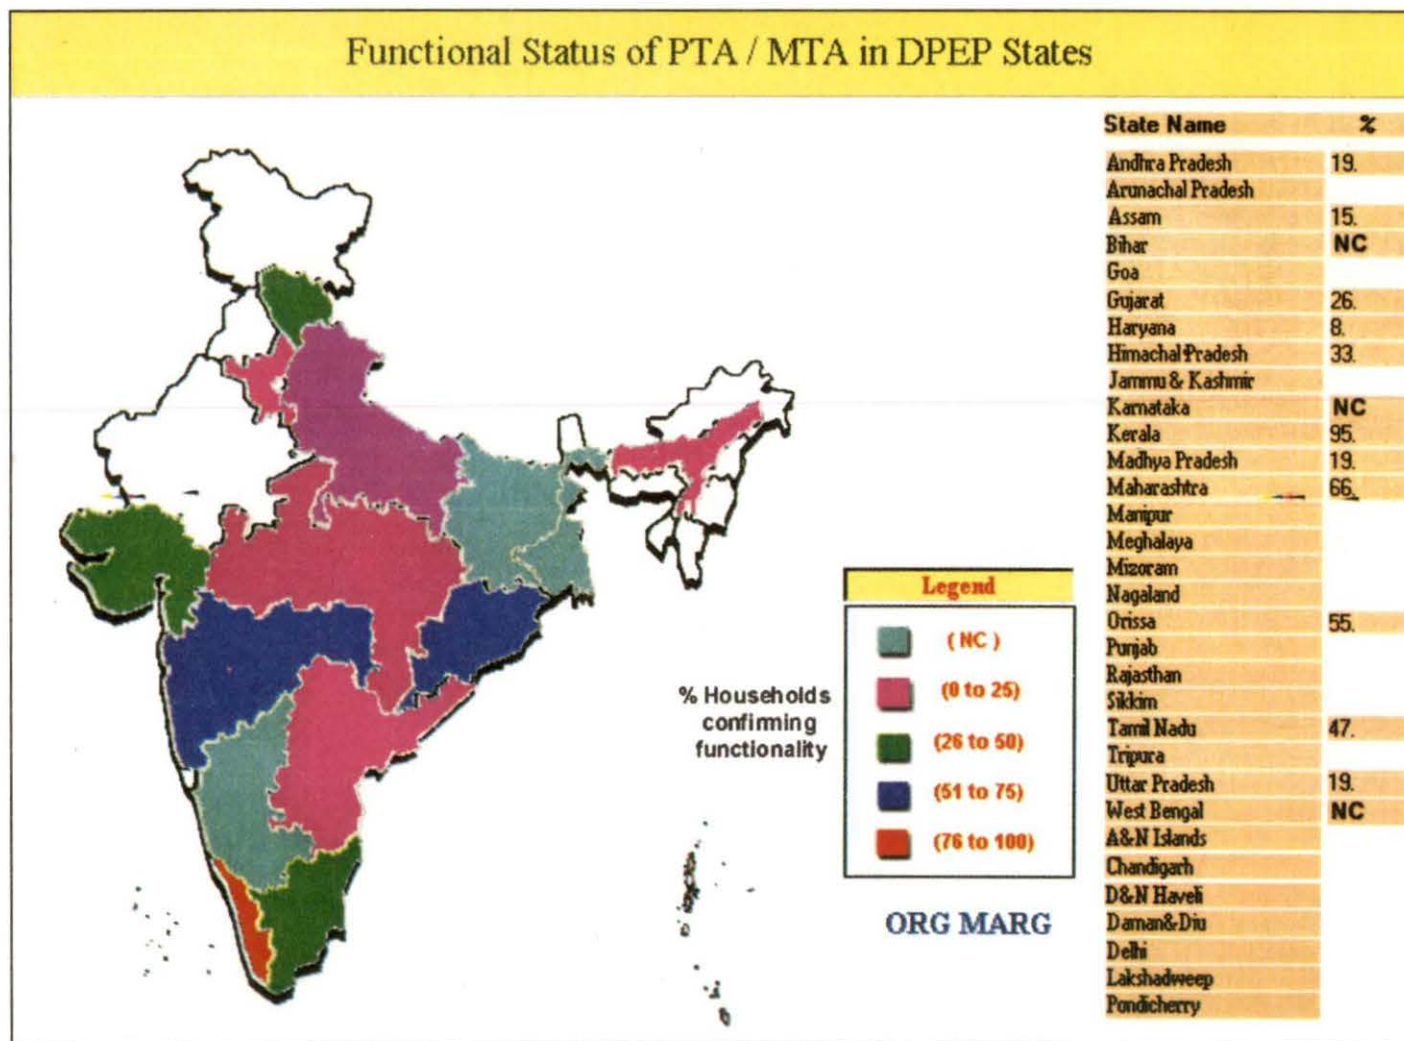 Functional Status of PTA / MTA in DPEP States
State Name %
Andhra Pradesh 19.
Arunachal Pradesh
Assam 15.
Bihar NC
Goa
Gujarat 26.
Haryana 8.
Himachal Pradesh 33.
Jammu & Kashmir
Karnataka NC
Kerala 95.
Madhya Pradesh 19.
Maharashtra 66.
Manipur
Meghalaya
Mizoram
Nagaland
Orissa 55.
Punjab
Rajasthan
Sikkim
Tamil Nadu 47.
Tripura
Uttar Pradesh 19.
West Bengal NC
A&N Islands
Chandigarh
D&N Haveli
Daman&Diu
Delhi
Lakshadweep
Pondicherry
% Households
confirming
functionality
Legend
( NC )
(0 to 25)
(26 to 50)
(51 to 75)
(76 to 100)
ORG MARG